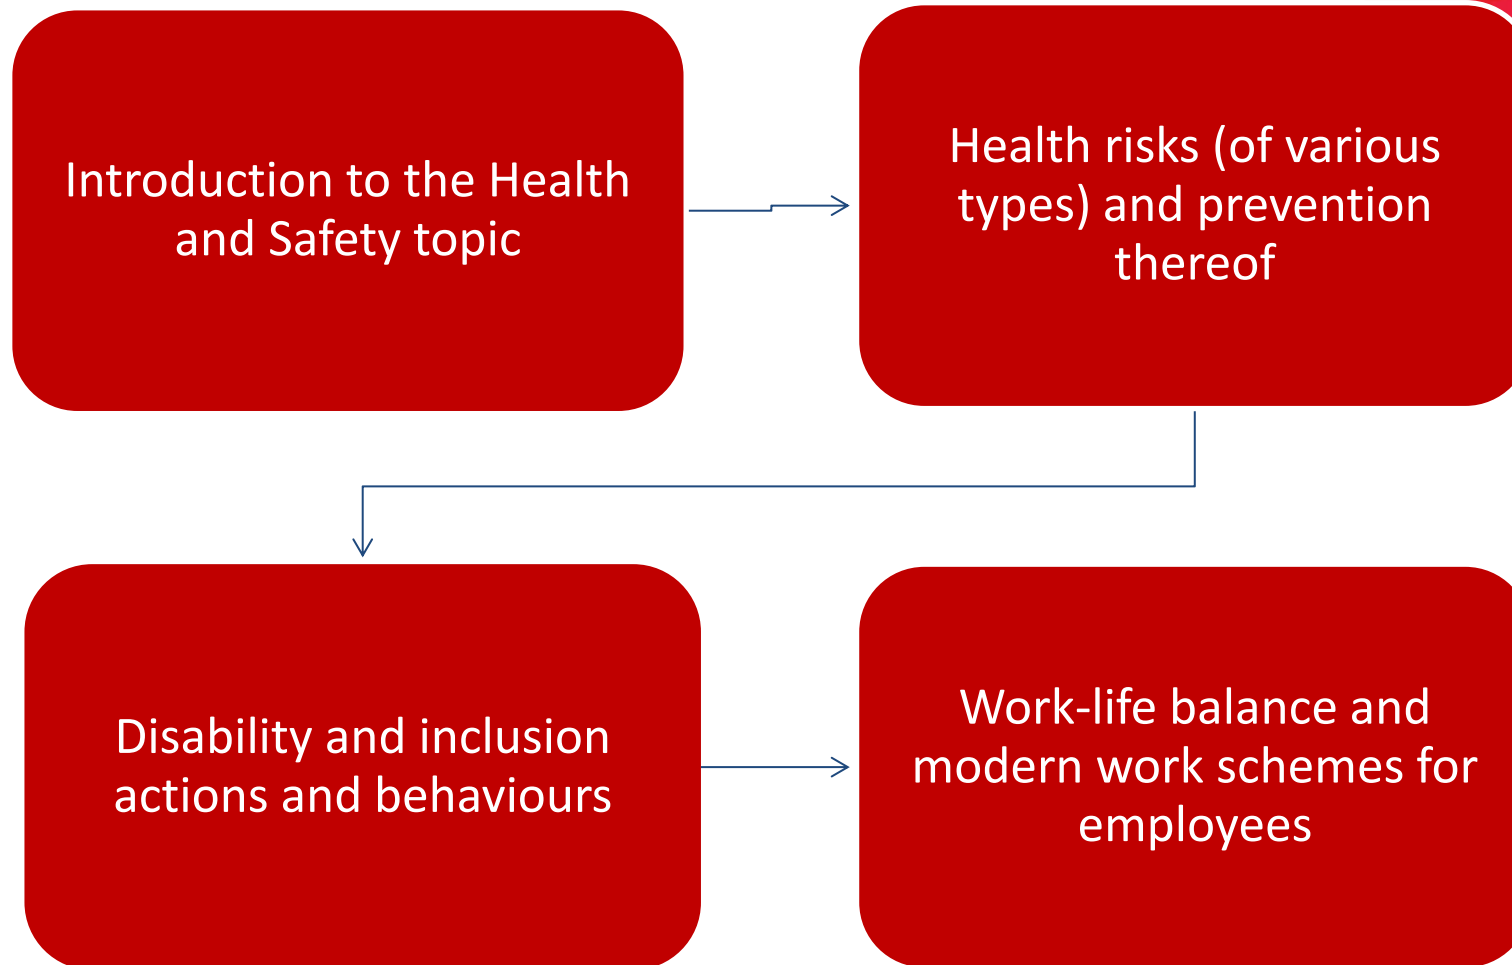 Introduction to the Health
and Safety topic
Health risks (of various
types) and prevention
thereof
Disability and inclusion
actions and behaviours
Work-life balance and
modern work schemes for
employees